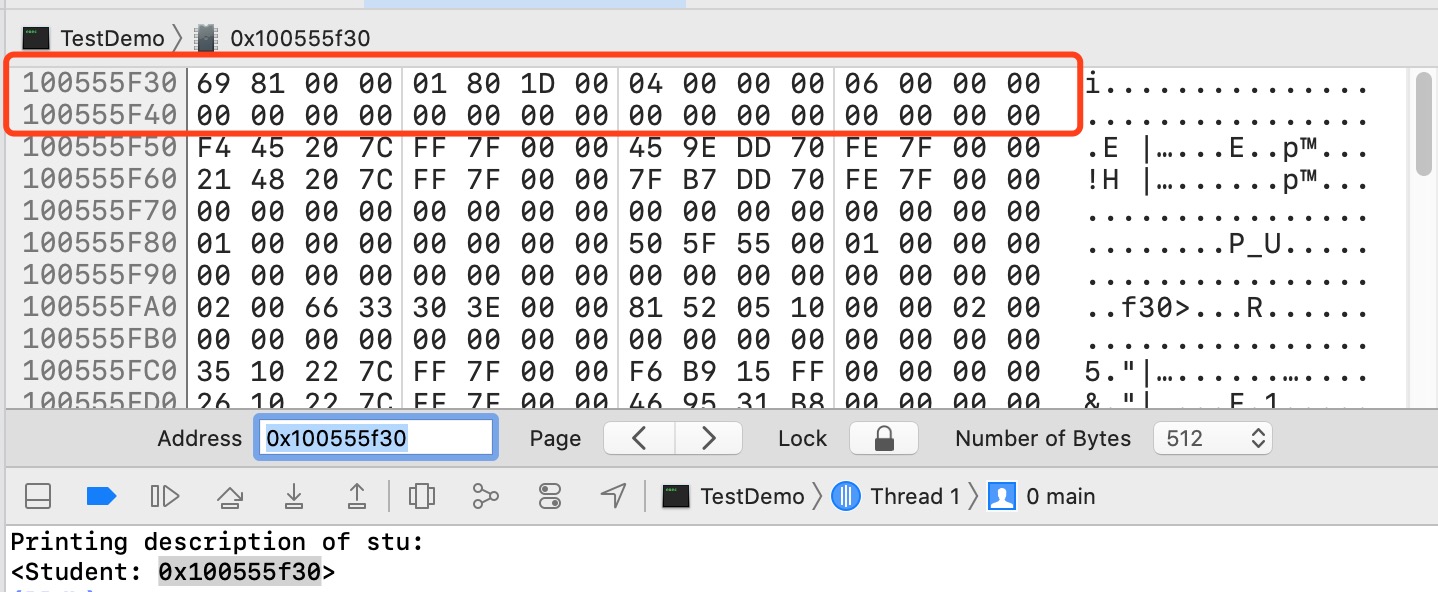 TestDemo 0x100555f30
100555F30 69 81 00 00 01 80 1D 00 04 00 00 00 06 00 00 00 i...............
100555F40 00 00 00 00 00 00 00 00 00 00 00 00 00 00 00 00 ................
100555F50 F4 45 20 7C FF 7F 00 00 45 9E DD 70 FE 7F 00 00 .E |…...E..p™...
100555F60 21 48 20 7C FF 7F 00 00 7F B7 DD 70 FE 7F 00 00 !H |…......p™...
100555F70 00 00 00 00 00 00 00 00 00 00 00 00 00 00 00 00 ................
100555F80 01 00 00 00 00 00 00 00 50 5F 55 00 01 00 00 00 ........P_U.....
100555F90 00 00 00 00 00 00 00 00 00 00 00 00 00 00 00 00 ................
100555FA0 02 00 66 33 30 3E 00 00 81 52 05 10 00 00 02 00 ..f30>...R......
100555FB0 00 00 00 00 00 00 00 00 00 00 00 00 00 00 00 00 ................
100555FC0 35 10 22 7C FF 7F 00 00 F6 B9 15 FF 00 00 00 00 5."|….......….…
100555FD0 26 10 22 7C FF 7F 00 00 46 95 31 B8 00 00 00 00
Address 0x100555f30 Page Lock Number of Bytes 512
TestDemo Thread 1 0 main
Printing description of stu:
<Student: 0x100555f30>